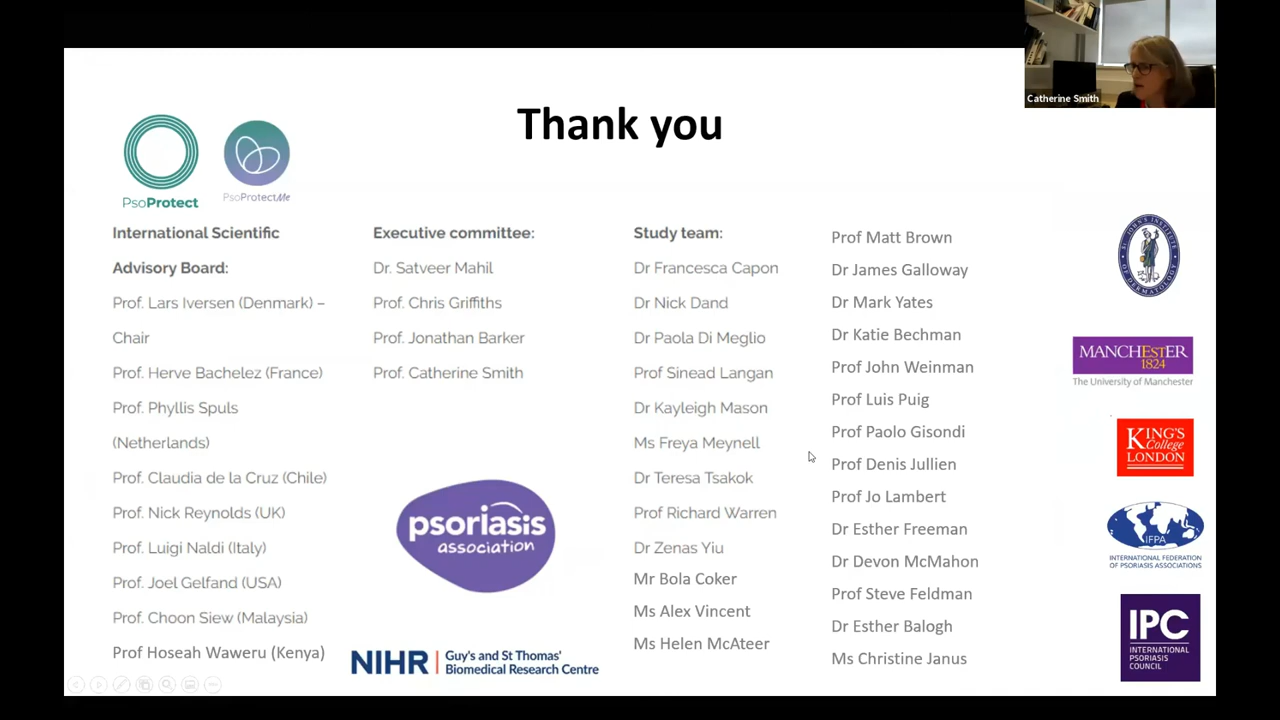 Catherine Smith
Thank you
PsoProtect
PsoProtectMe
International Scientific
Advisory Board:
Prof. Lars Iversen (Denmark) –
Chair
Prof. Herve Bachelez (France)
Prof. Phyllis Spuls
(Netherlands)
Prof. Claudia de la Cruz (Chile)
Prof. Nick Reynolds (UK)
Prof. Luigi Naldi (Italy)
Prof. Joel Gelfand (USA)
Prof. Choon Siew (Malaysia)
Prof Hoseah Waweru (Kenya)
Executive committee:
Dr. Satveer Mahil
Prof. Chris Griffiths
Prof. Jonathan Barker
Prof. Catherine Smith
psoriasis
association
NIHR | Guy's and St Thomas'
Biomedical Research Centre
Study team:
Dr Francesca Capon
Dr Nick Dand
Dr Paola Di Meglio
Prof Sinead Langan
Dr Kayleigh Mason
Ms Freya Meynell
Dr Teresa Tsakok
Prof Richard Warren
Dr Zenas Yiu
Mr Bola Coker
Ms Alex Vincent
Ms Helen McAteer
Prof Matt Brown
Dr James Galloway
Dr Mark Yates
Dr Katie Bechman
Prof John Weinman
Prof Luis Puig
Prof Paolo Gisondi
Prof Denis Jullien
Prof Jo Lambert
Dr Esther Freeman
Dr Devon McMahon
Prof Steve Feldman
Dr Esther Balogh
Ms Christine Janus
ST. JOHN'S INSTITUTE
OF DERMATOLOGY
MANCHESTER
1824
The University of Manchester
KING'S
College
LONDON
IFPA
INTERNATIONAL FEDERATION
OF PSORIASIS ASSOCIATIONS
IPC
INTERNATIONAL
PSORIASIS
COUNCIL